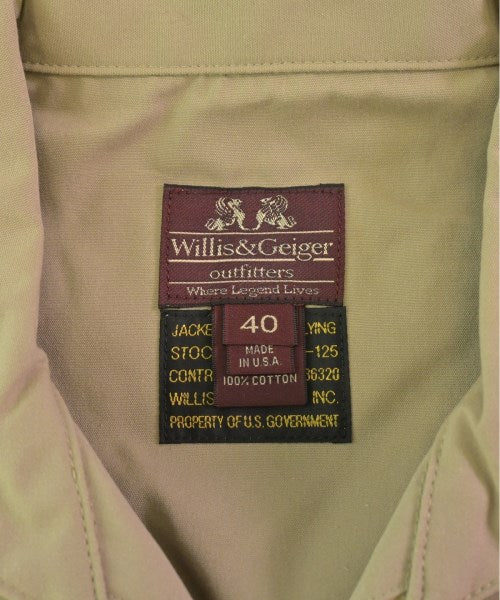 Willis&Geiger
outfitters
Where Legend Lives
40
MADE
IN U.S.A.
100% COTTON
JACKE YING
STOC -125
CONTR 36320
WILLIS INC.
PROPERTY OF U.S. GOVERNMENT